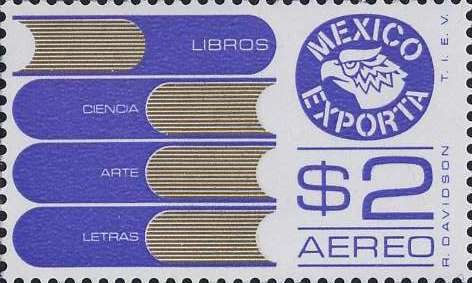 LIBROS
CIENCIA
ARTE
LETRAS
MEXICO
EXPORTA
$2
AEREO
R. DAVIDSON T.I.E.V.